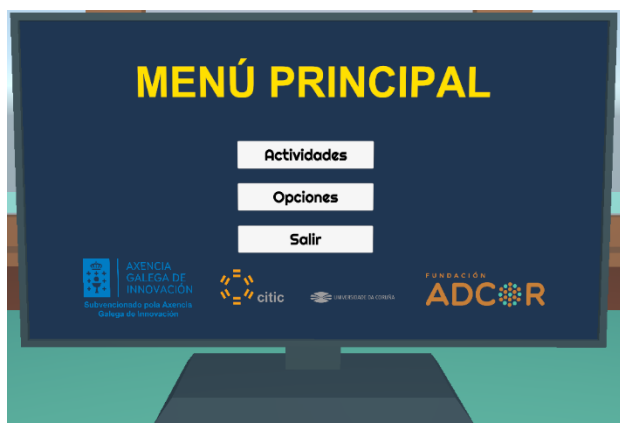 MENÚ PRINCIPAL
Actividades
Opciones
Salir
AXENCIA
GALEGA DE
INNOVACIÓN
Subvencionado pola Axencia
Galega de Innovación
citic
UNIVERSIDADE DA CORUÑA
FUNDACIÓN
ADCOR